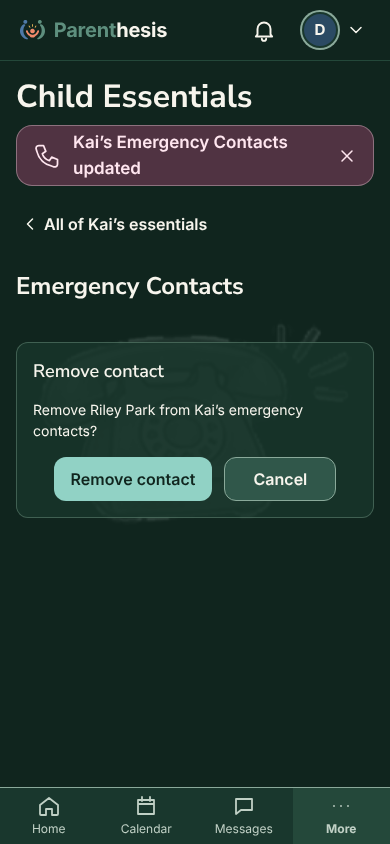 Parenthesis
D
Child Essentials
Kai’s Emergency Contacts
updated
All of Kai’s essentials
Emergency Contacts
Remove contact
Remove Riley Park from Kai’s emergency
contacts?
Remove contact
Cancel
Home
Calendar
Messages
More